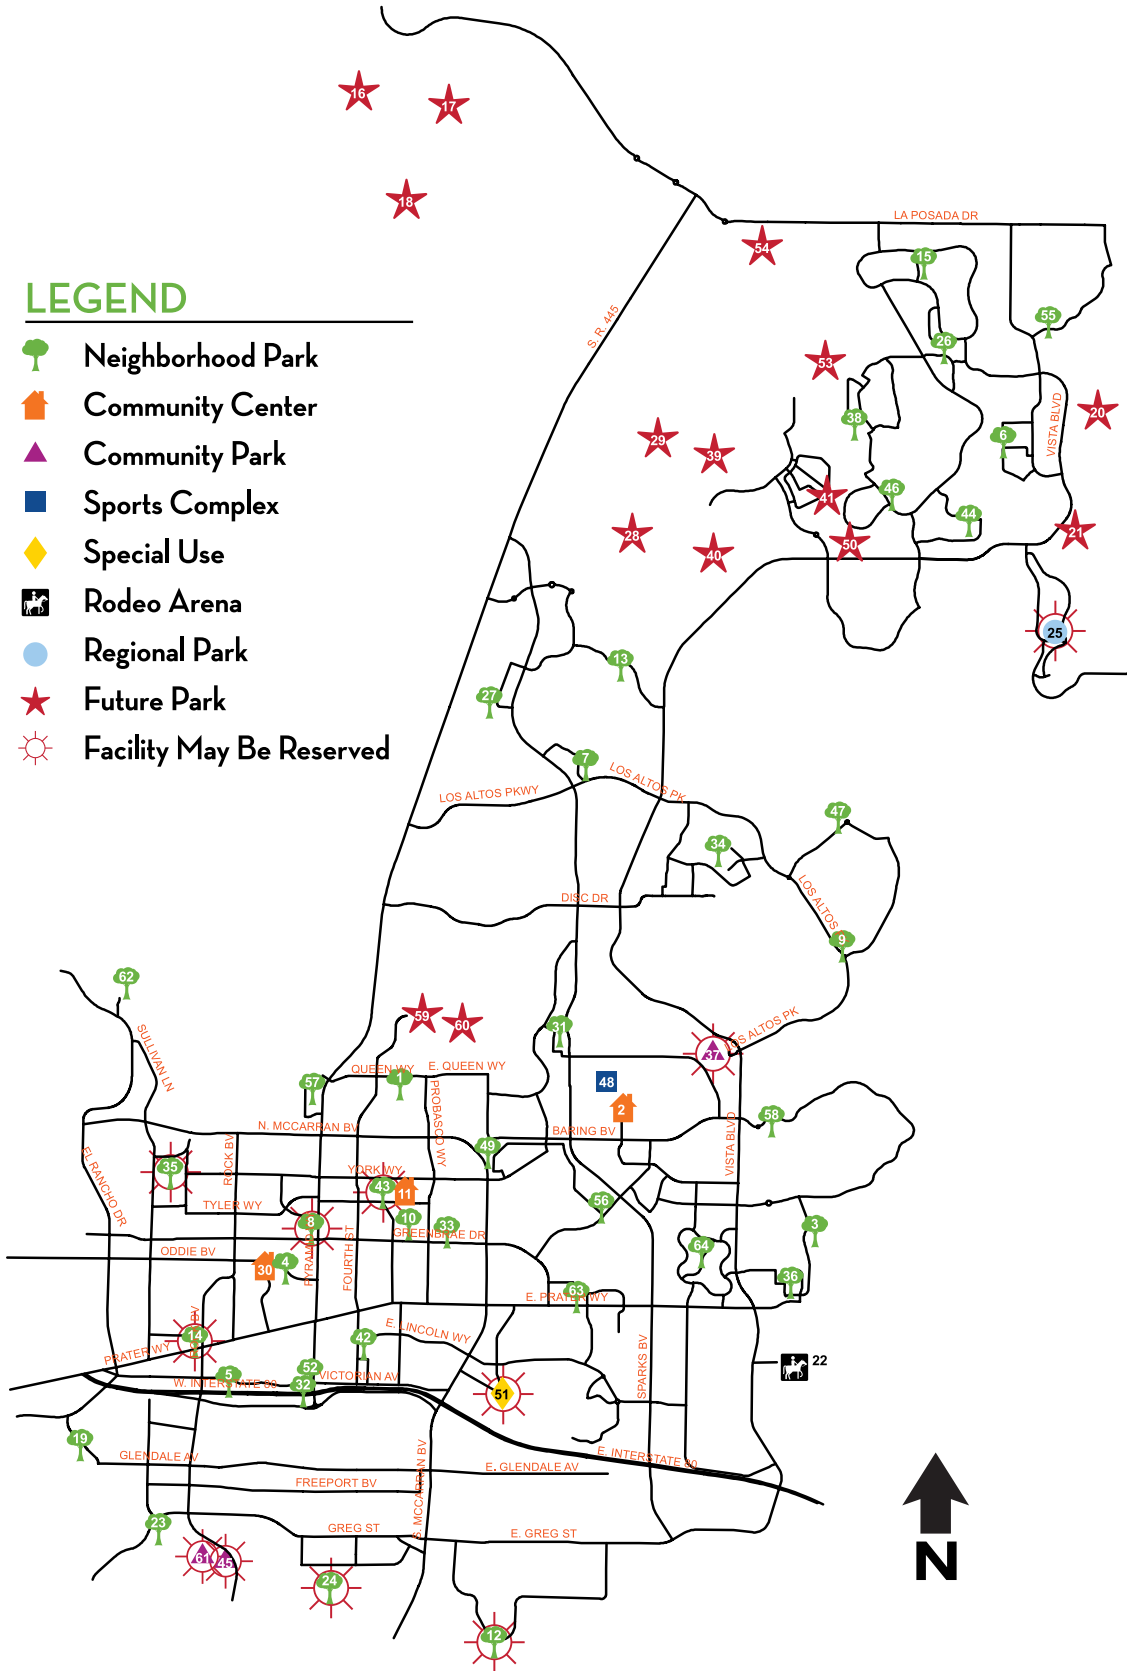 16
17
18
LA POSADA DR
54
15
S. R. 445
55
26
LEGEND
Neighborhood Park
Community Center
Community Park
Sports Complex
Special Use
Rodeo Arena
Regional Park
Future Park
Facility May Be Reserved
53
20
38
VISTA BLVD
29
6
39
46
41
44
28
21
50
40
25
13
27
7
LOS ALTOS PK
LOS ALTOS PKWY
47
34
LOS ALTOS
DISC DR
9
62
59
60
31
LOS ALTOS PK
37
SULLIVAN LN
E. QUEEN WY
QUEEN WY
1
57
48
2
PROBASCO WY
58
N. MCCARRAN BV
BARING BV
VISTA BLVD
49
ROCK BV
35
YORK WY
EL RANCHO DR
43
11
TYLER WY
56
10
8
33
3
GREENBRAE DR
64
ODDIE BV
PYRAMID
FOURTH ST
4
30
36
63
E. PRATER WY
14
42
E. LINCOLN WY
PRATER WY
SPARKS BV
22
52
5
VICTORIAN AV
W. INTERSTATE 80
32
51
19
GLENDALE AV
E. INTERSTATE 80
E. GLENDALE AV
S. MCCARRAN BV
FREEPORT BV
23
GREG ST
E. GREG ST
61
45
24
N
12